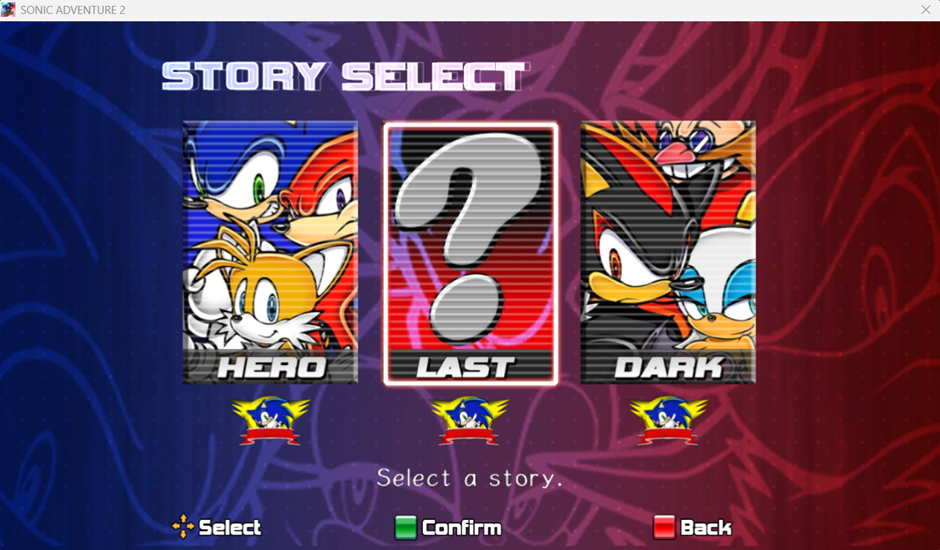 SONIC ADVENTURE 2
STORY SELECT
HERO
LAST
DARK
Select a story.
Select
Confirm
Back